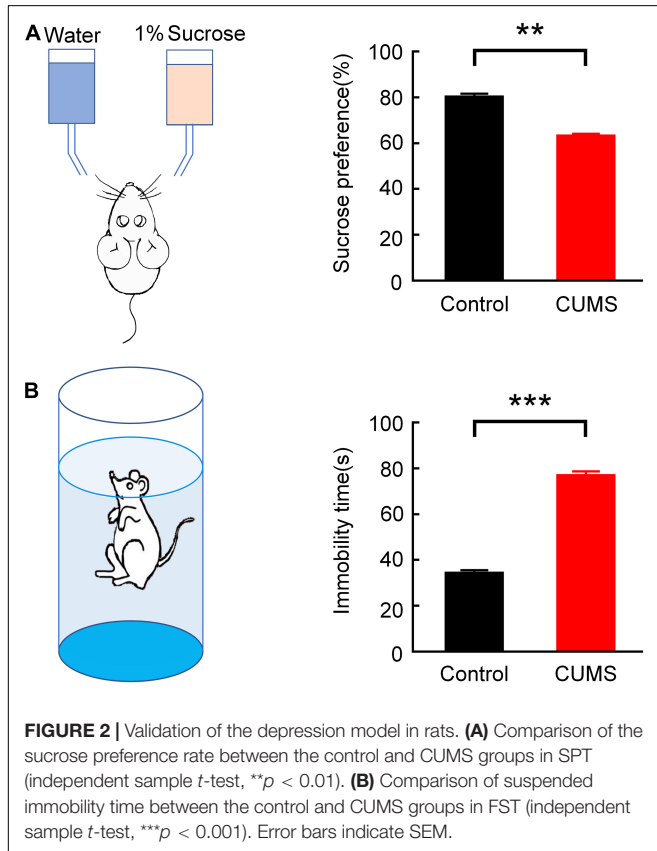 A
Water
1% Sucrose
**
Sucrose preference(%)
100
80
60
40
20
0
Control
CUMS
B
***
Immobility time(s)
100
80
60
40
20
0
Control
CUMS
FIGURE 2 | Validation of the depression model in rats. (A) Comparison of the
sucrose preference rate between the control and CUMS groups in SPT
(independent sample t-test, **p < 0.01). (B) Comparison of suspended
immobility time between the control and CUMS groups in FST (independent
sample t-test, ***p < 0.001). Error bars indicate SEM.